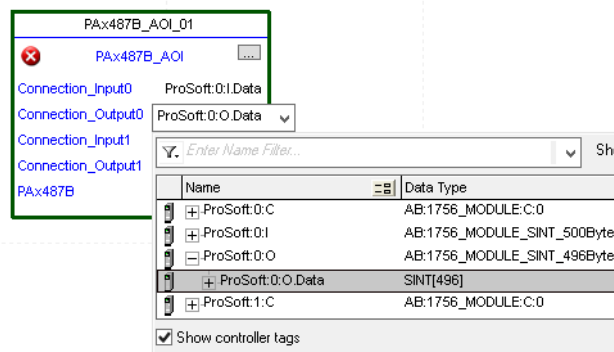 PAx487B_AOI_01
PAx487B_AOI ...
Connection_Input0 ProSoft:0:I.Data
Connection_Output0 ProSoft:0:O.Data
Connection_Input1
Connection_Output1
PAx487B
Enter Name Filter...
Name Data Type
ProSoft:0:C AB:1756_MODULE:C:0
ProSoft:0:I AB:1756_MODULE_SINT_500Byte
ProSoft:0:O AB:1756_MODULE_SINT_496Byte
ProSoft:0:O.Data SINT[496]
ProSoft:1:C AB:1756_MODULE:C:0
Show controller tags